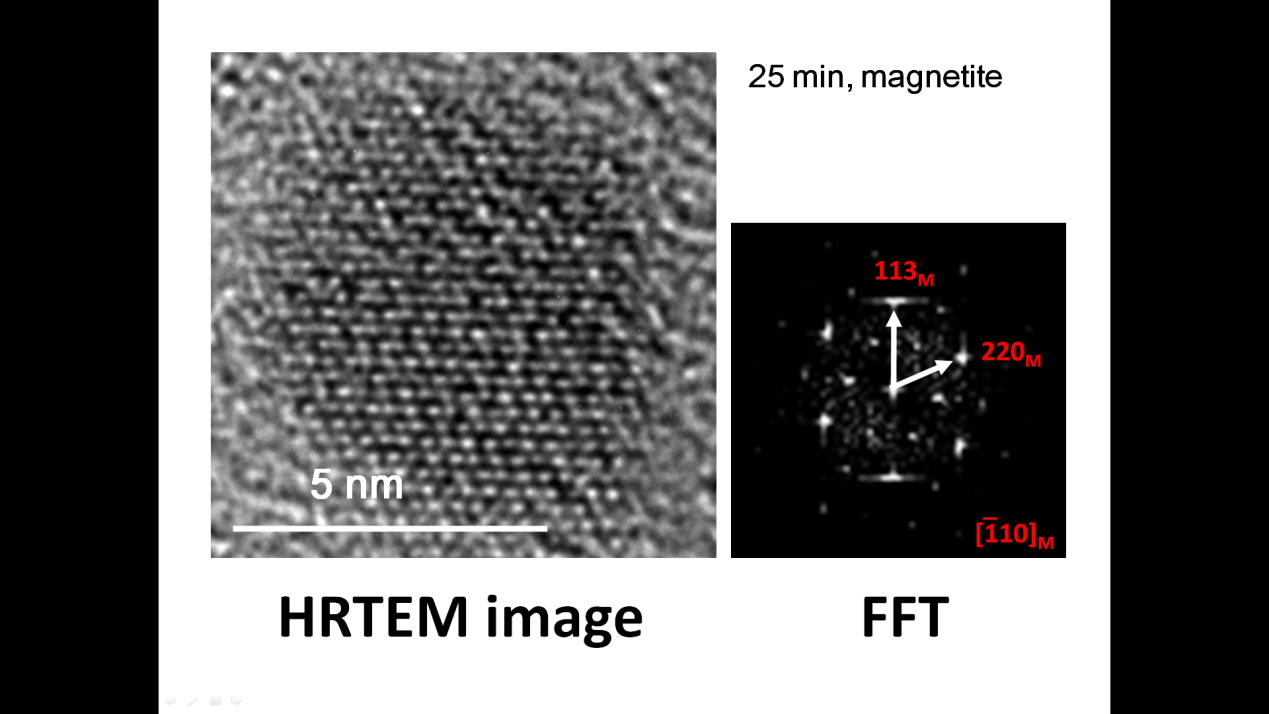 25 min, magnetite
113M
220M
5 nm
[1̅10]M
HRTEM image
FFT